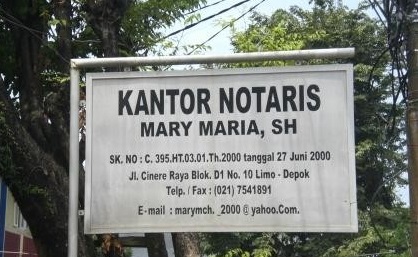 KANTOR NOTARIS
MARY MARIA, SH
SK. NO : C. 395.HT.03.01.Th.2000 tanggal 27 Juni 2000
Jl. Cinere Raya Blok. D1 No. 10 Limo - Depok
Telp. / Fax : (021) 7541891
E-mail : marymch. _2000 @ yahoo.Com.